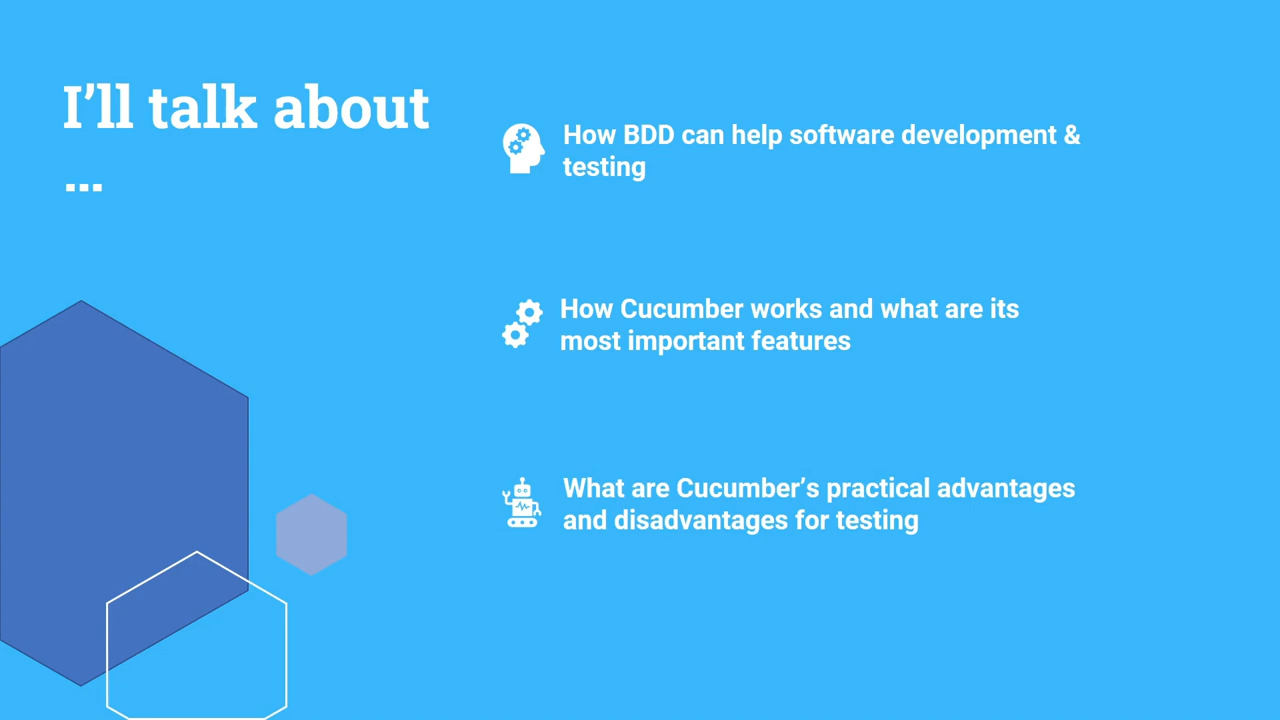 I'll talk about
...
How BDD can help software development &
testing
How Cucumber works and what are its
most important features
What are Cucumber's practical advantages
and disadvantages for testing